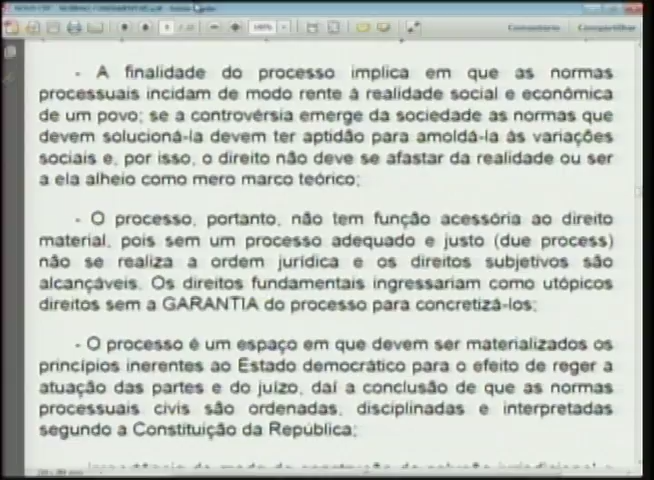 Comentário Compartilhar
- A finalidade do processo implica em que as normas
processuais incidam de modo rente à realidade social e econômica
de um povo; se a controvérsia emerge da sociedade as normas que
devem solucioná-la devem ter aptidão para amoldá-la às variações
sociais e, por isso, o direito não deve se afastar da realidade ou ser
a ela alheio como mero marco teórico;
- O processo, portanto, não tem função acessória ao direito
material, pois sem um processo adequado e justo (due process)
não se realiza a ordem jurídica e os direitos subjetivos são
alcançáveis. Os direitos fundamentais ingressariam como utópicos
direitos sem a GARANTIA do processo para concretizá-los;
- O processo é um espaço em que devem ser materializados os
princípios inerentes ao Estado democrático para o efeito de reger a
atuação das partes e do juízo, daí a conclusão de que as normas
processuais civis são ordenadas, disciplinadas e interpretadas
segundo a Constituição da República;